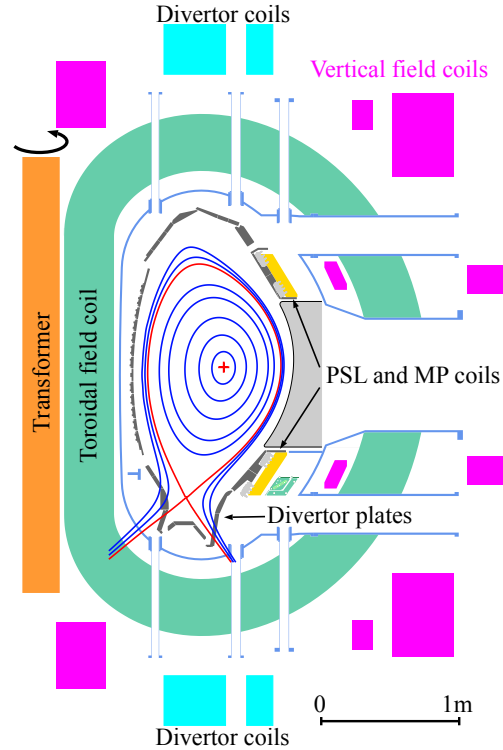 Divertor coils
Vertical field coils
Transformer
Toroidal field coil
PSL and MP coils
Divertor plates
0
1m
Divertor coils